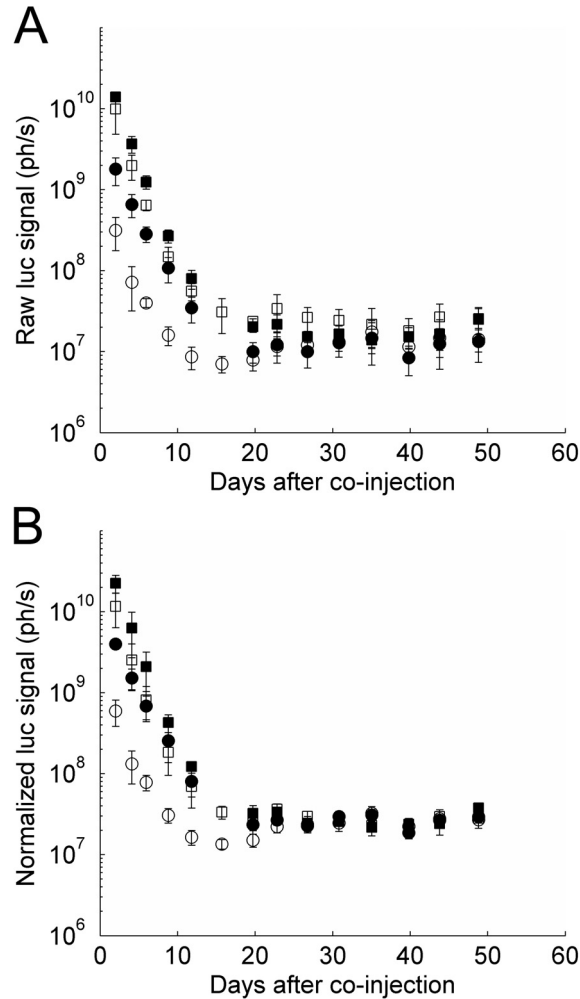 A
Raw luc signal (ph/s)
10^10
10^9
10^8
10^7
10^6
0 10 20 30 40 50 60
Days after co-injection
B
Normalized luc signal (ph/s)
10^10
10^9
10^8
10^7
10^6
0 10 20 30 40 50 60
Days after co-injection